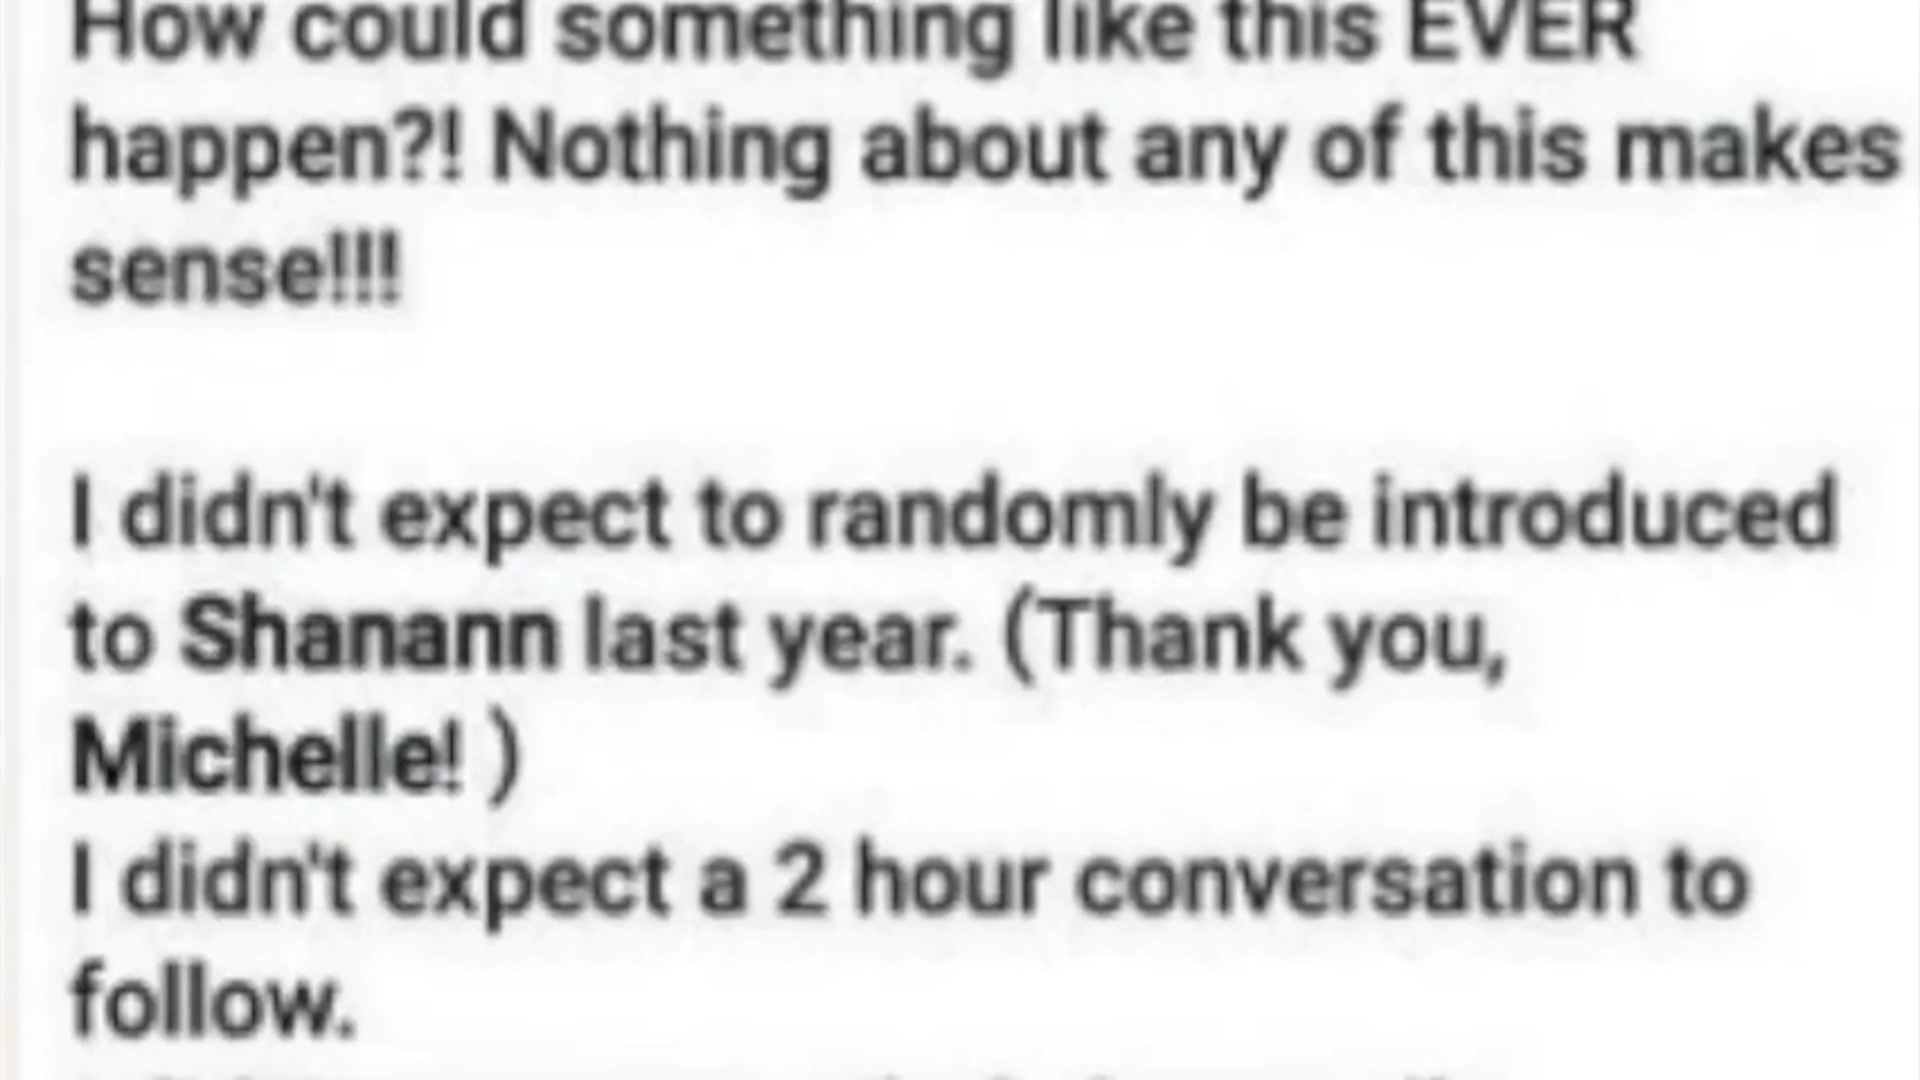 How could something like this EVER
happen?! Nothing about any of this makes
sense!!!
I didn't expect to randomly be introduced
to Shanann last year. (Thank you,
Michelle! )
I didn't expect a 2 hour conversation to
follow.